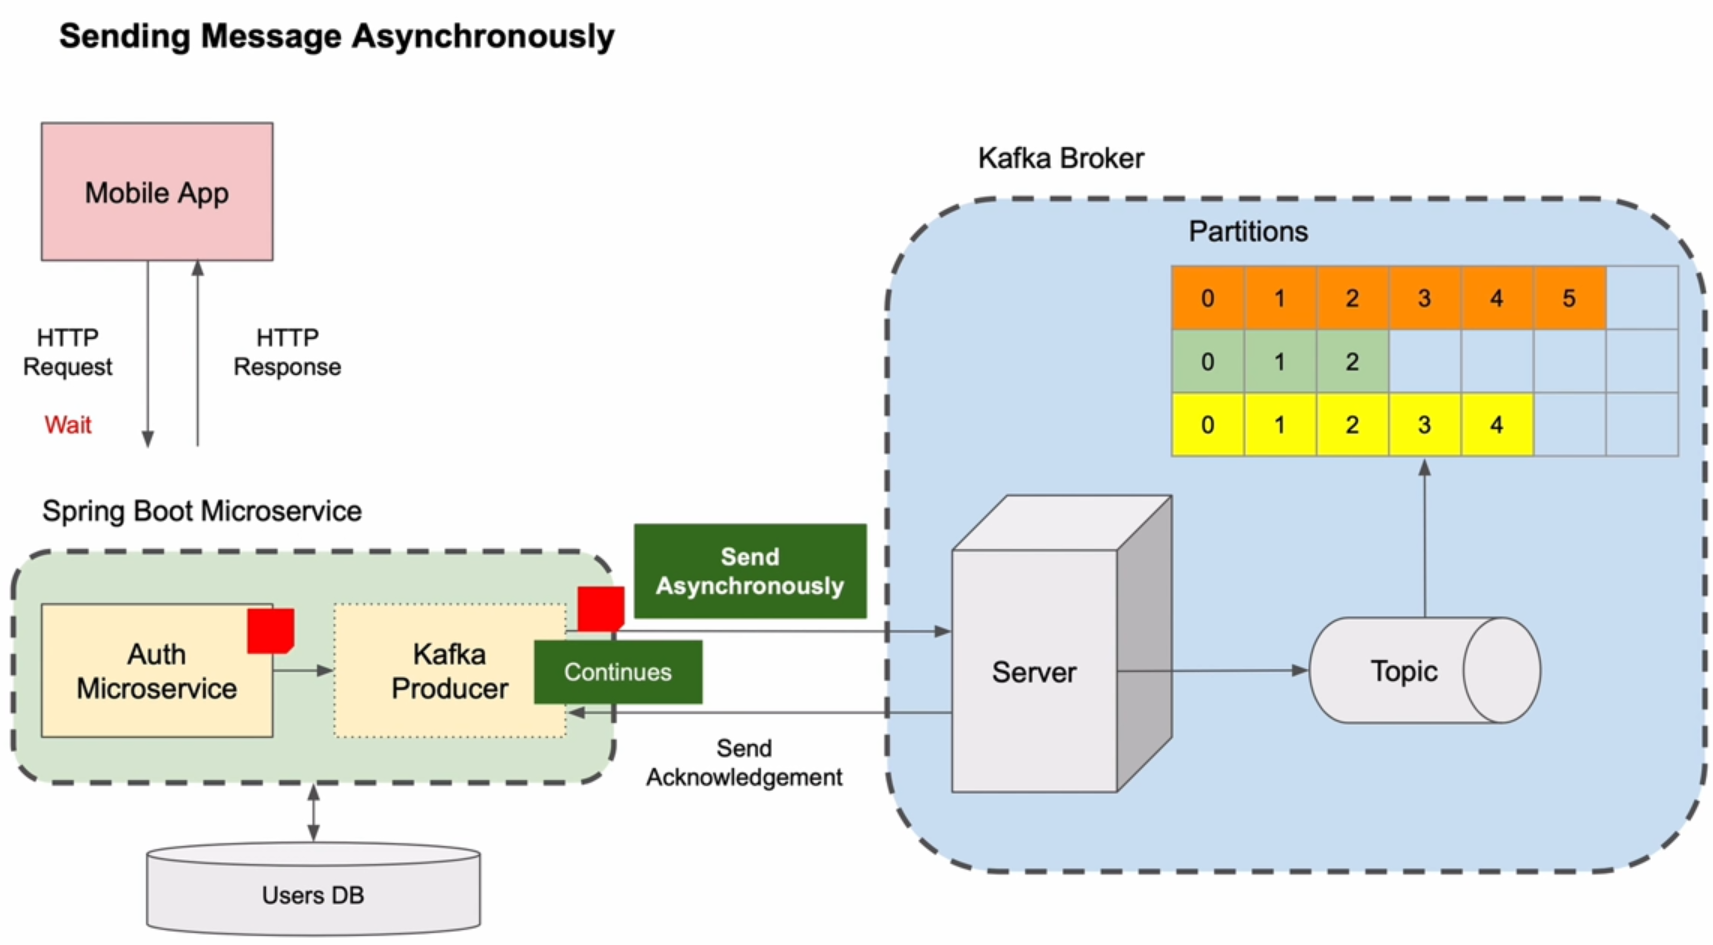 Sending Message Asynchronously
Mobile App
HTTP
Request
Wait
HTTP
Response
Kafka Broker
Partitions
0 1 2 3 4 5
0 1 2
0 1 2 3 4
Spring Boot Microservice
Auth
Microservice
Kafka
Producer
Send
Asynchronously
Continues
Send
Acknowledgement
Server
Topic
Users DB